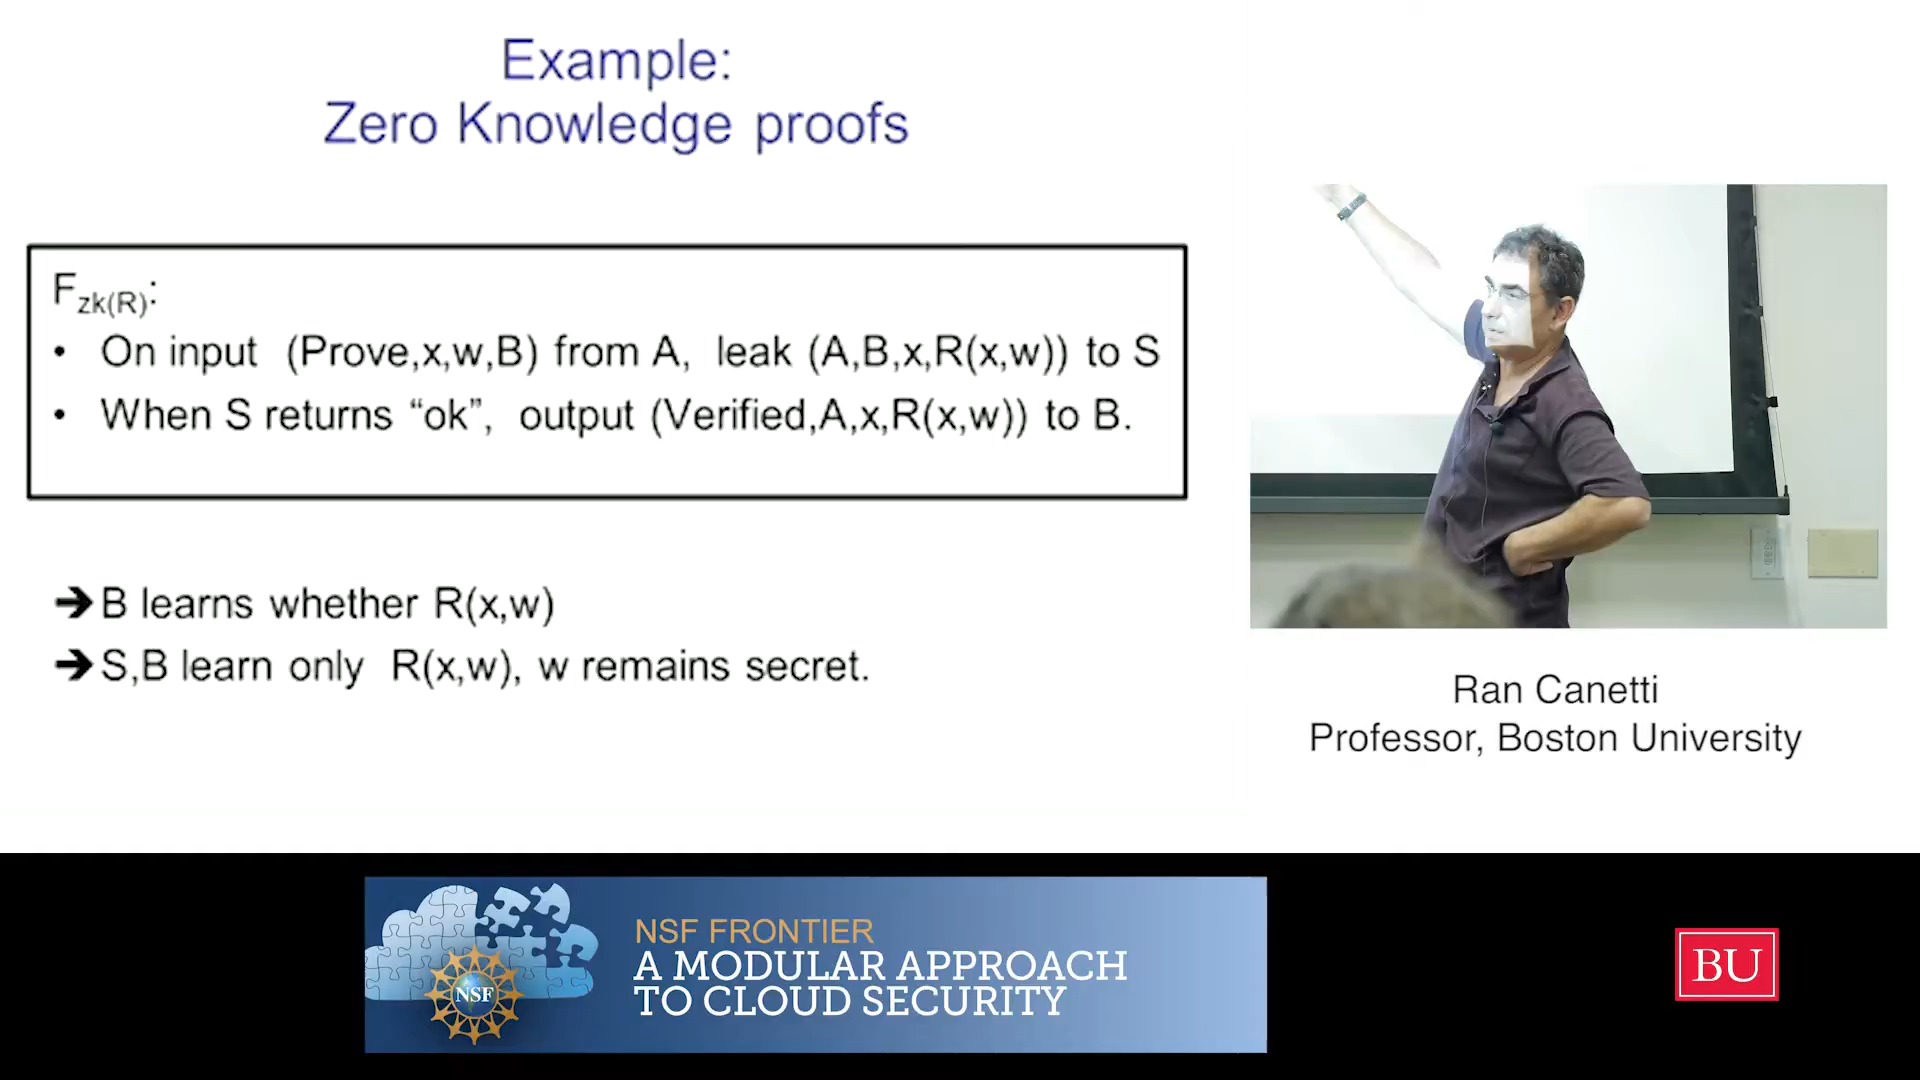 Example:
Zero Knowledge proofs
F_zk(R):
• On input (Prove,x,w,B) from A, leak (A,B,x,R(x,w)) to S
• When S returns “ok”, output (Verified,A,x,R(x,w)) to B.
➔ B learns whether R(x,w)
➔ S,B learn only R(x,w), w remains secret.
Ran Canetti
Professor, Boston University
NSF
NSF FRONTIER
A MODULAR APPROACH
TO CLOUD SECURITY
BU